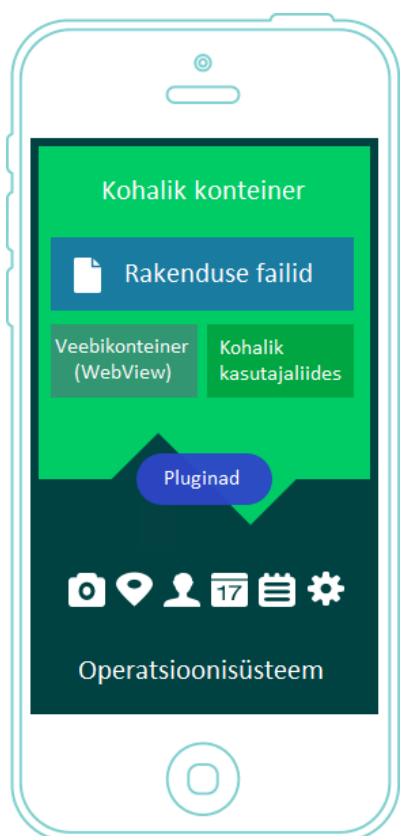 Kohalik konteiner
Rakenduse failid
Veebikonteiner
(WebView)
Kohalik
kasutajaliides
Pluginad
17
Operatsioonisüsteem